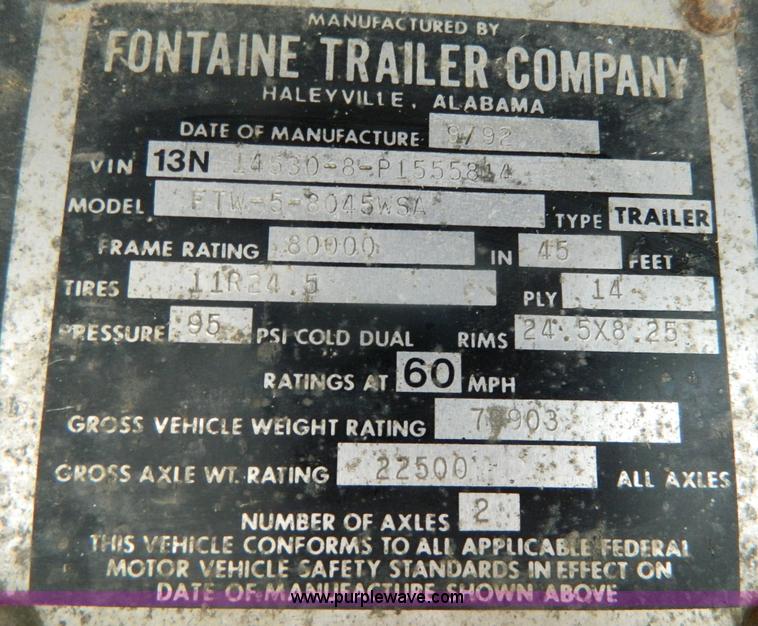 MANUFACTURED BY
FONTAINE TRAILER COMPANY
HALEYVILLE, ALABAMA
DATE OF MANUFACTURE 9/92
VIN 13N 14530-8-P1555814
MODEL FTW-5-8045WSA TYPE TRAILER
FRAME RATING 80000 IN 45 FEET
TIRES 11R24.5 PLY 14
PRESSURE 95 PSI COLD DUAL RIMS 24.5X8.25
RATINGS AT 60 MPH
GROSS VEHICLE WEIGHT RATING
GROSS AXLE WT. RATING 22500 ALL AXLES
NUMBER OF AXLES 2
THIS VEHICLE CONFORMS TO ALL APPLICABLE FEDERAL
MOTOR VEHICLE SAFETY STANDARDS IN EFFECT ON
DATE OF MANUFACTURE SHOWN ABOVE
www.purplewave.com